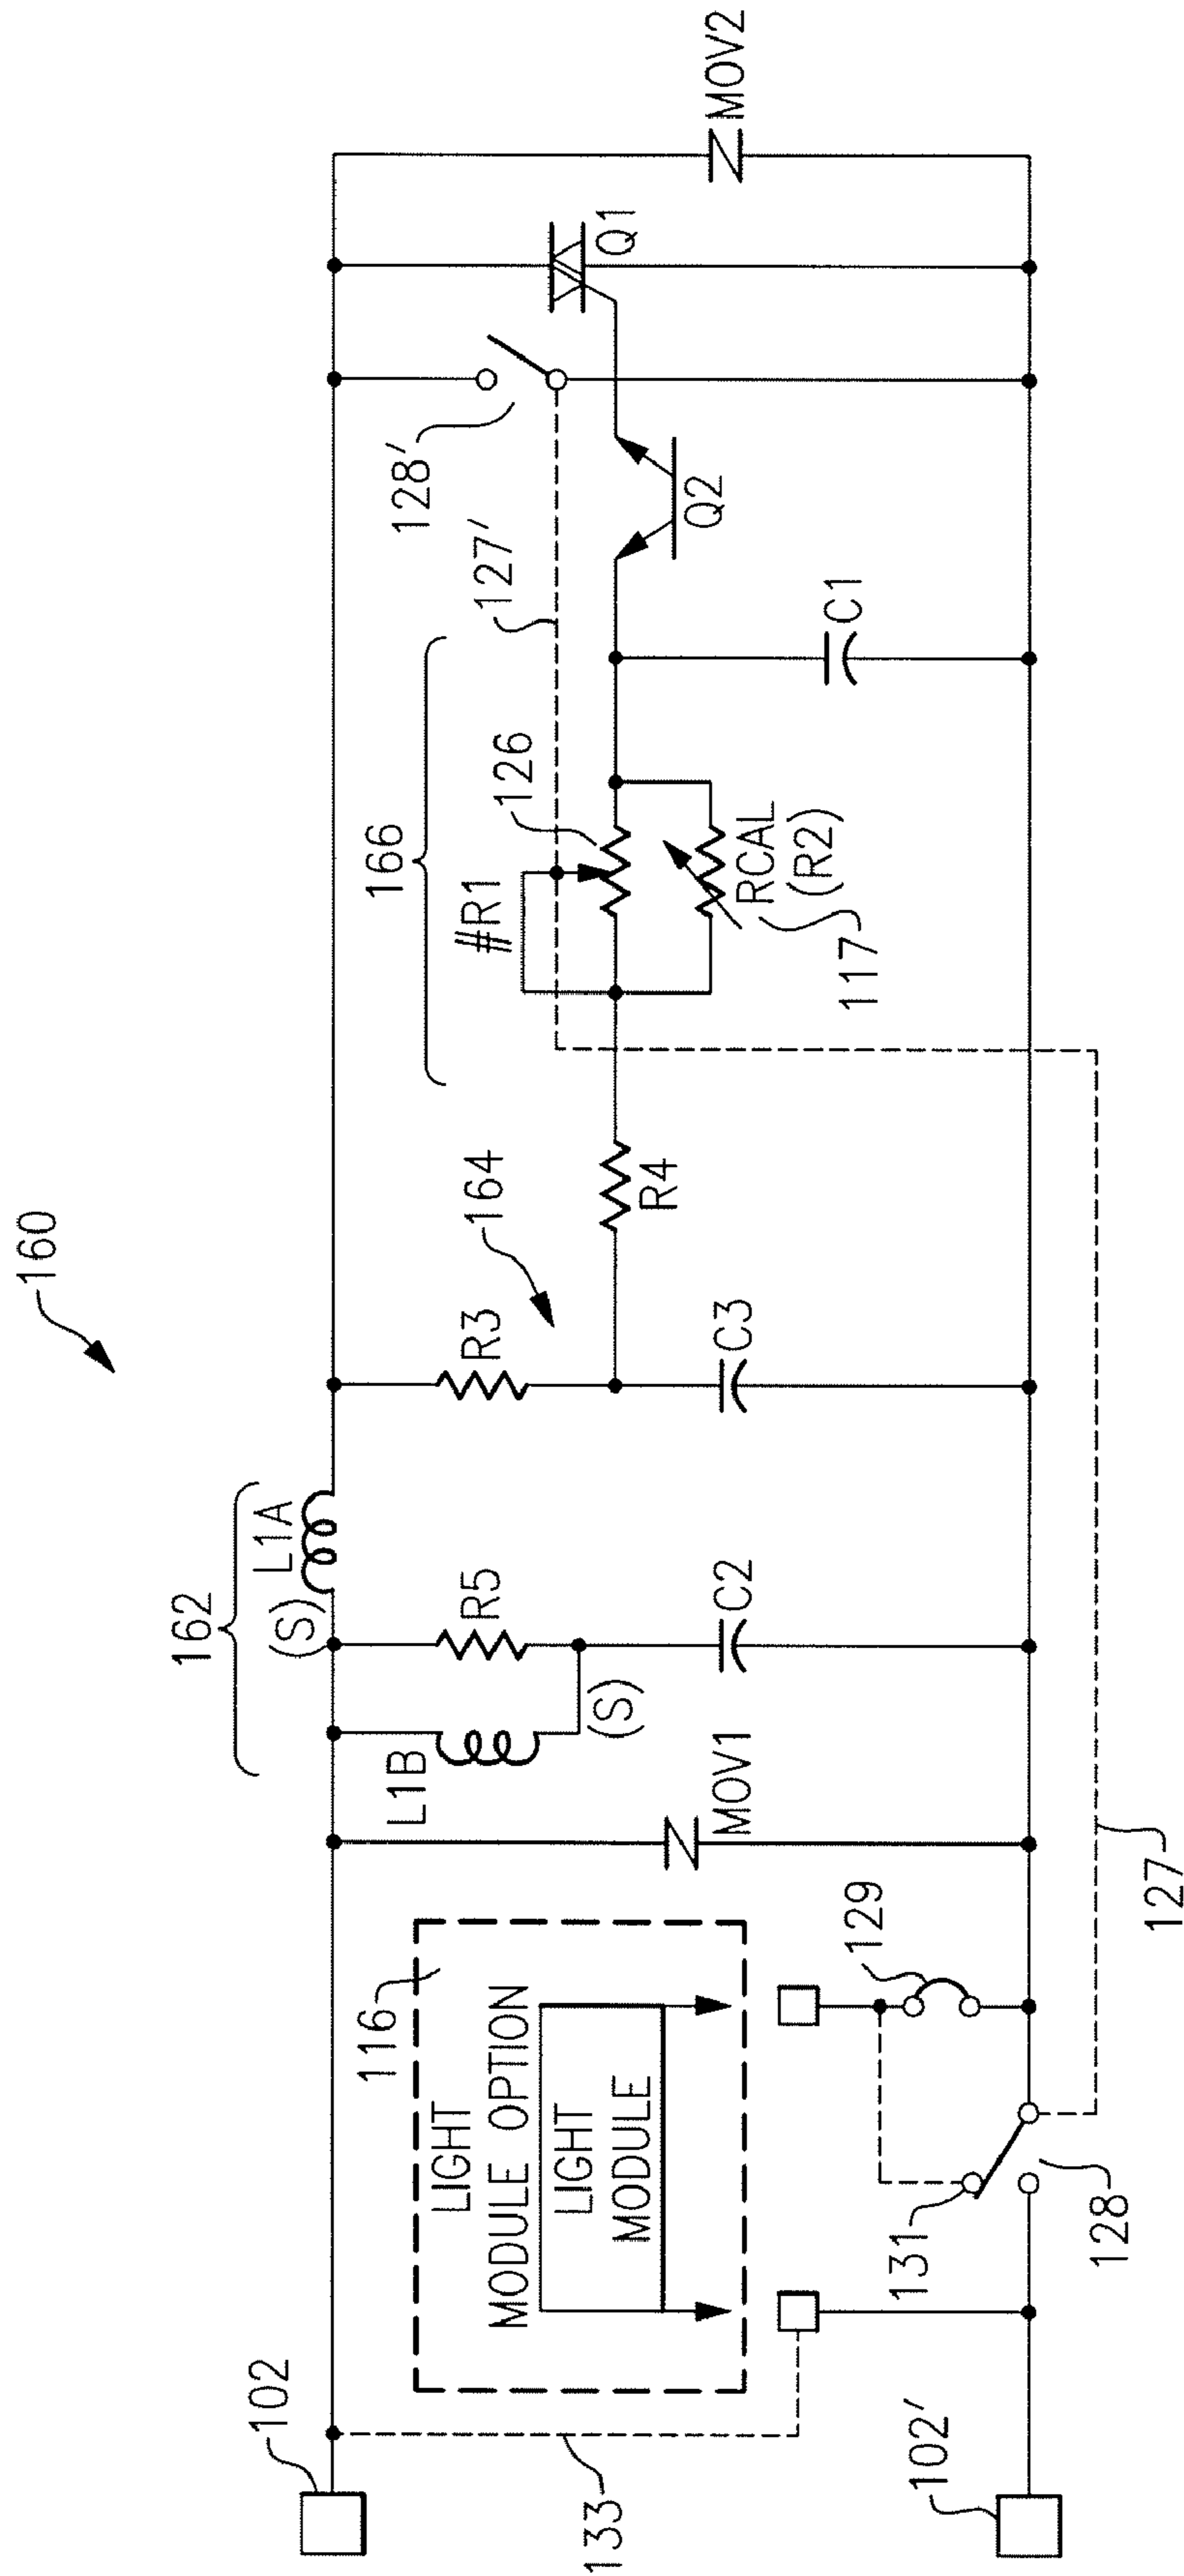 160
162
L1A
(S)
102
133
116
LIGHT
MODULE OPTION
LIGHT
MODULE
L1B
(S)
MOV1
R5
C2
R3
164
C3
R4
166
#R1
126
RCAL
(R2)
117
127'
128'
C1
Q2
Q1
MOV2
102'
131
128
129
127